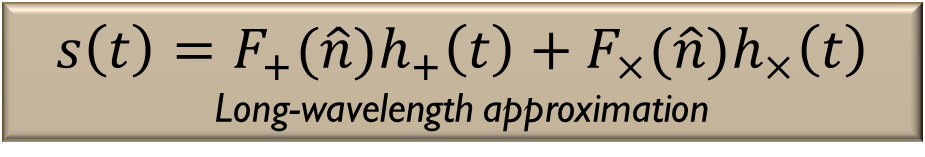 s(t) = F₊(n̂)h₊(t) + F×(n̂)h×(t)
Long-wavelength approximation